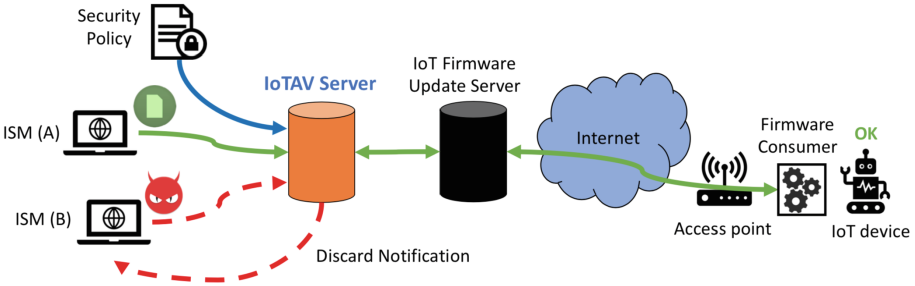 Security
Policy
IoTAV Server
IoT Firmware
Update Server
ISM (A)
Internet
Firmware
Consumer
OK
ISM (B)
Access point
IoT device
Discard Notification